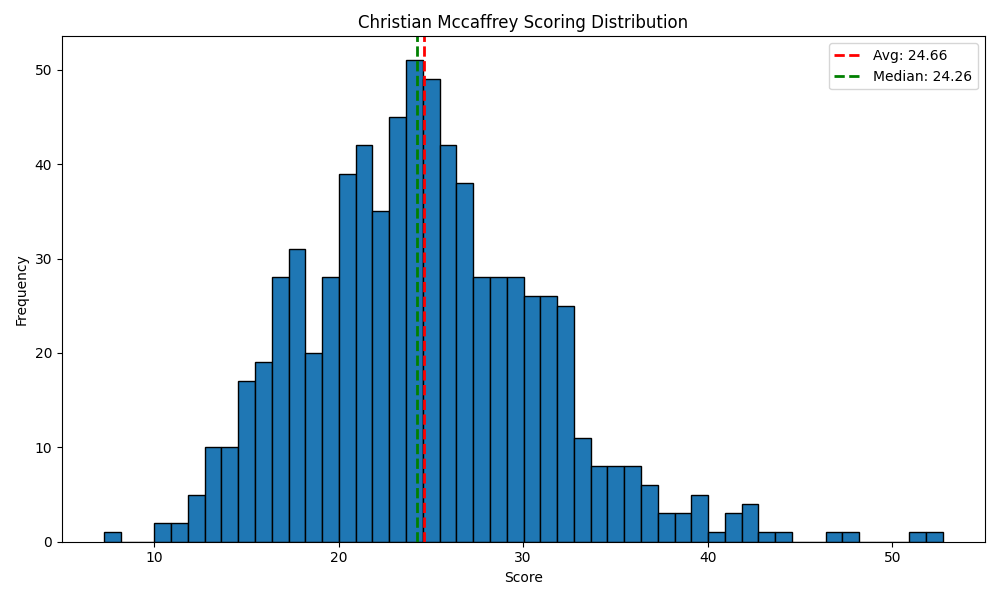 Christian Mccaffrey Scoring Distribution
Avg: 24.66
Median: 24.26
Frequency
50
40
30
20
10
0
10 20 30 40 50
Score